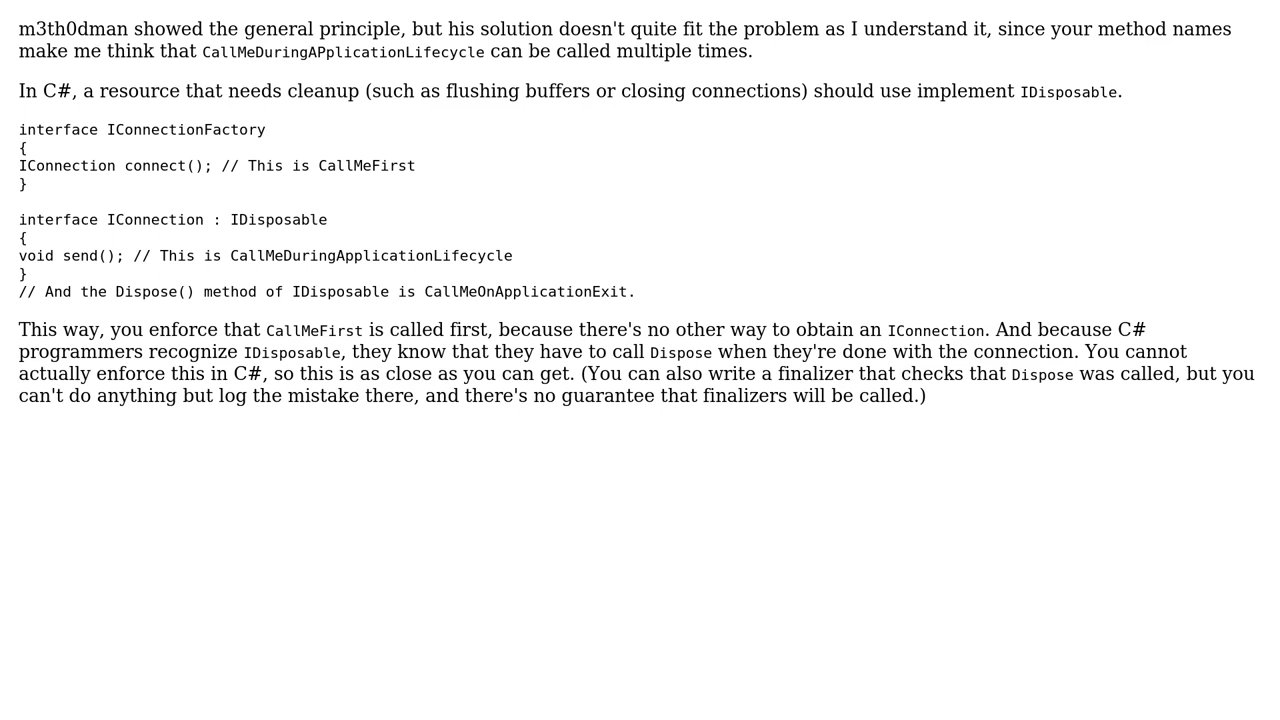 m3th0dman showed the general principle, but his solution doesn't quite fit the problem as I understand it, since your method names
make me think that CallMeDuringAPplicationLifecycle can be called multiple times.
In C#, a resource that needs cleanup (such as flushing buffers or closing connections) should use implement IDisposable.
interface IConnectionFactory
{
IConnection connect(); // This is CallMeFirst
}
interface IConnection : IDisposable
{
void send(); // This is CallMeDuringApplicationLifecycle
}
// And the Dispose() method of IDisposable is CallMeOnApplicationExit.
This way, you enforce that CallMeFirst is called first, because there's no other way to obtain an IConnection. And because C#
programmers recognize IDisposable, they know that they have to call Dispose when they're done with the connection. You cannot
actually enforce this in C#, so this is as close as you can get. (You can also write a finalizer that checks that Dispose was called, but you
can't do anything but log the mistake there, and there's no guarantee that finalizers will be called.)